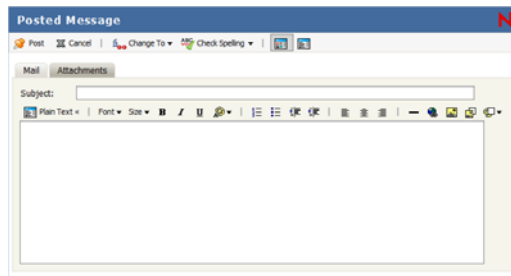 Posted Message N
Post Cancel | Change To | Check Spelling |
Mail Attachments
Subject:
Plain Text « | Font Size B I U